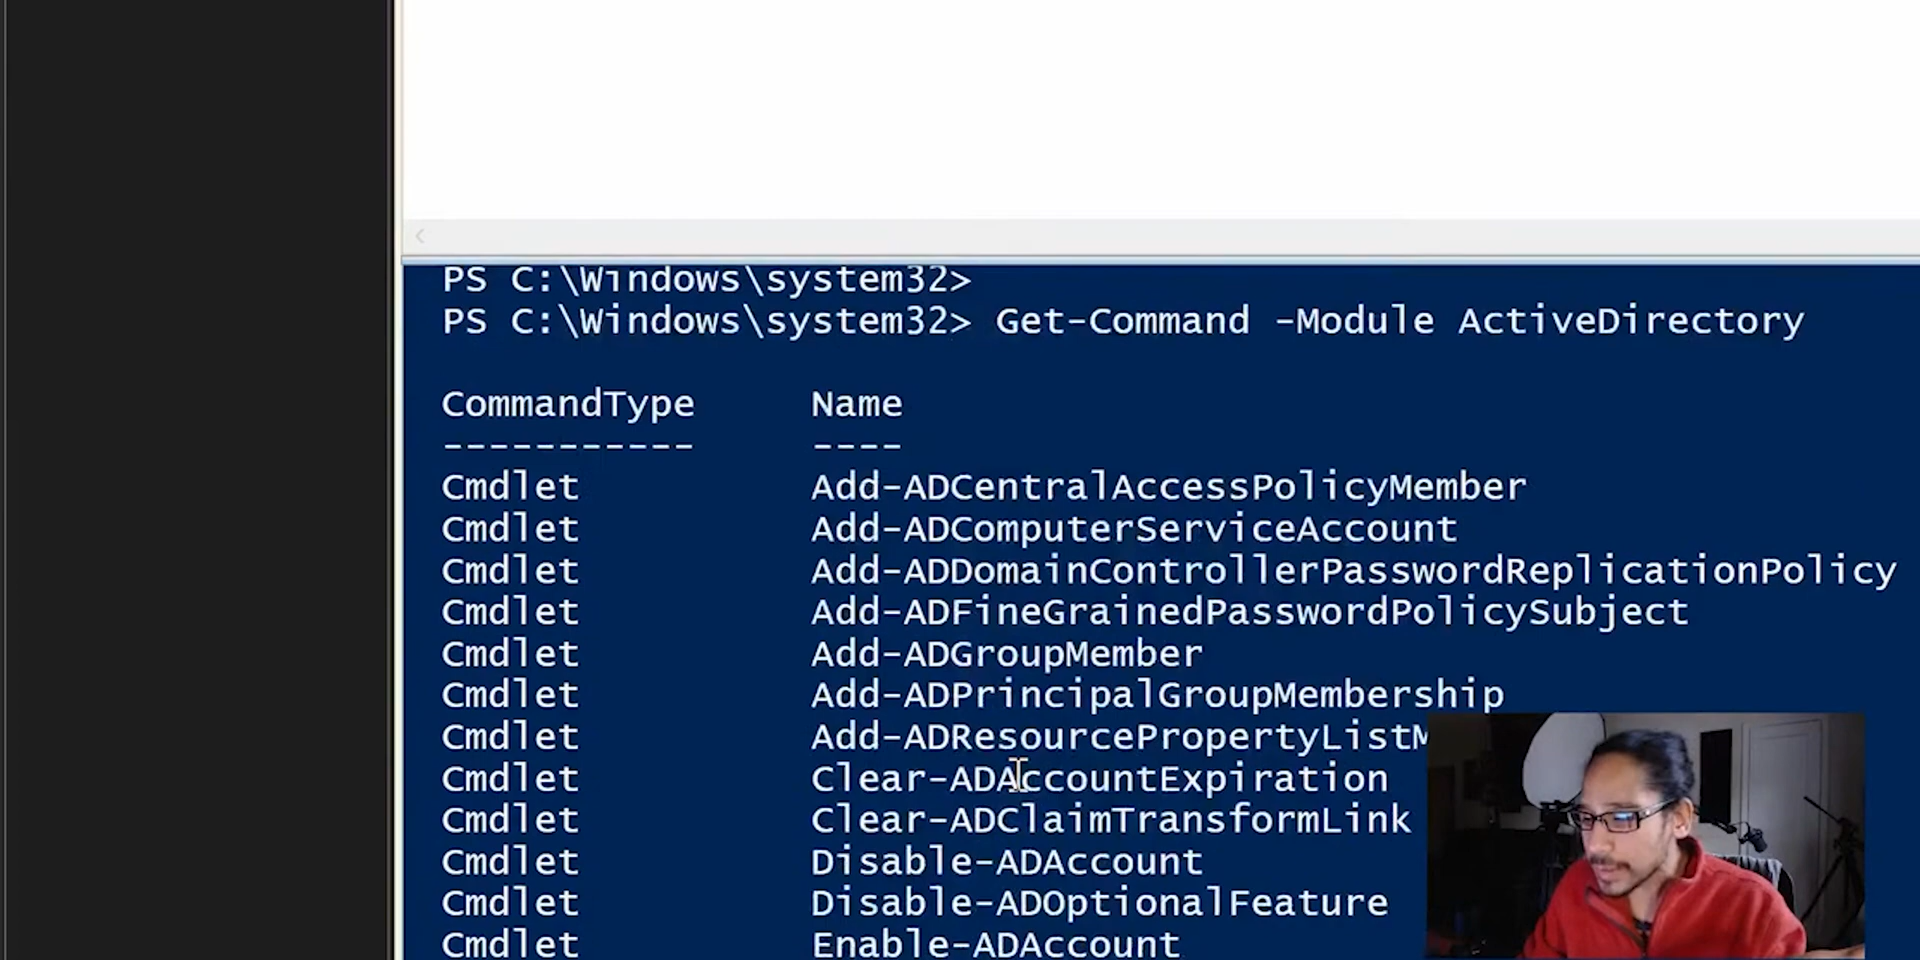 PS C:\Windows\system32>
PS C:\Windows\system32> Get-Command -Module ActiveDirectory
CommandType Name
----------- ----
Cmdlet Add-ADCentralAccessPolicyMember
Cmdlet Add-ADComputerServiceAccount
Cmdlet Add-ADDomainControllerPasswordReplicationPolicy
Cmdlet Add-ADFineGrainedPasswordPolicySubject
Cmdlet Add-ADGroupMember
Cmdlet Add-ADPrincipalGroupMembership
Cmdlet Add-ADResourcePropertyListM
Cmdlet Clear-ADAccountExpiration
Cmdlet Clear-ADClaimTransformLink
Cmdlet Disable-ADAccount
Cmdlet Disable-ADOptionalFeature
Cmdlet Enable-ADAccount